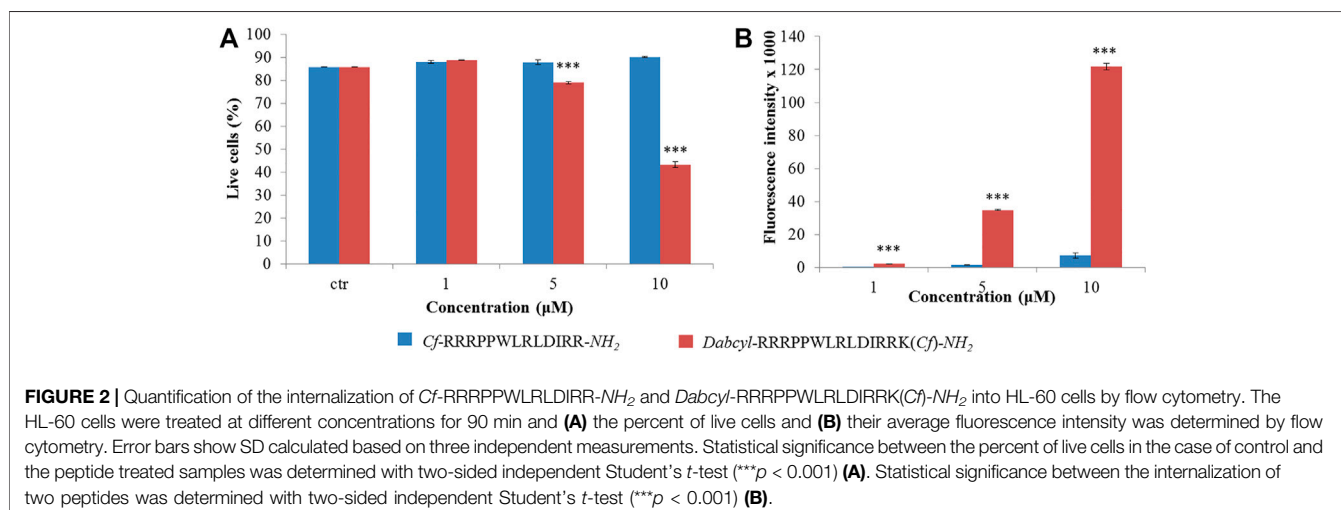 A
B
100
90
80
70
60
50
40
30
20
10
0
Live cells (%)
***
***
ctr 1 5 10
Concentration (µM)
140
120
100
80
60
40
20
0
Fluorescence intensity x 1000
***
***
***
1 5 10
Concentration (µM)
Cf-RRRPPWLRLDIRR-NH2 Dabcyl-RRRPPWLRLDIRRK(Cf)-NH2
FIGURE 2 | Quantification of the internalization of Cf-RRRPPWLRLDIRR-NH2 and Dabcyl-RRRPPWLRLDIRRK(Cf)-NH2 into HL-60 cells by flow cytometry. The
HL-60 cells were treated at different concentrations for 90 min and (A) the percent of live cells and (B) their average fluorescence intensity was determined by flow
cytometry. Error bars show SD calculated based on three independent measurements. Statistical significance between the percent of live cells in the case of control and
the peptide treated samples was determined with two-sided independent Student's t-test (***p < 0.001) (A). Statistical significance between the internalization of
two peptides was determined with two-sided independent Student's t-test (***p < 0.001) (B).